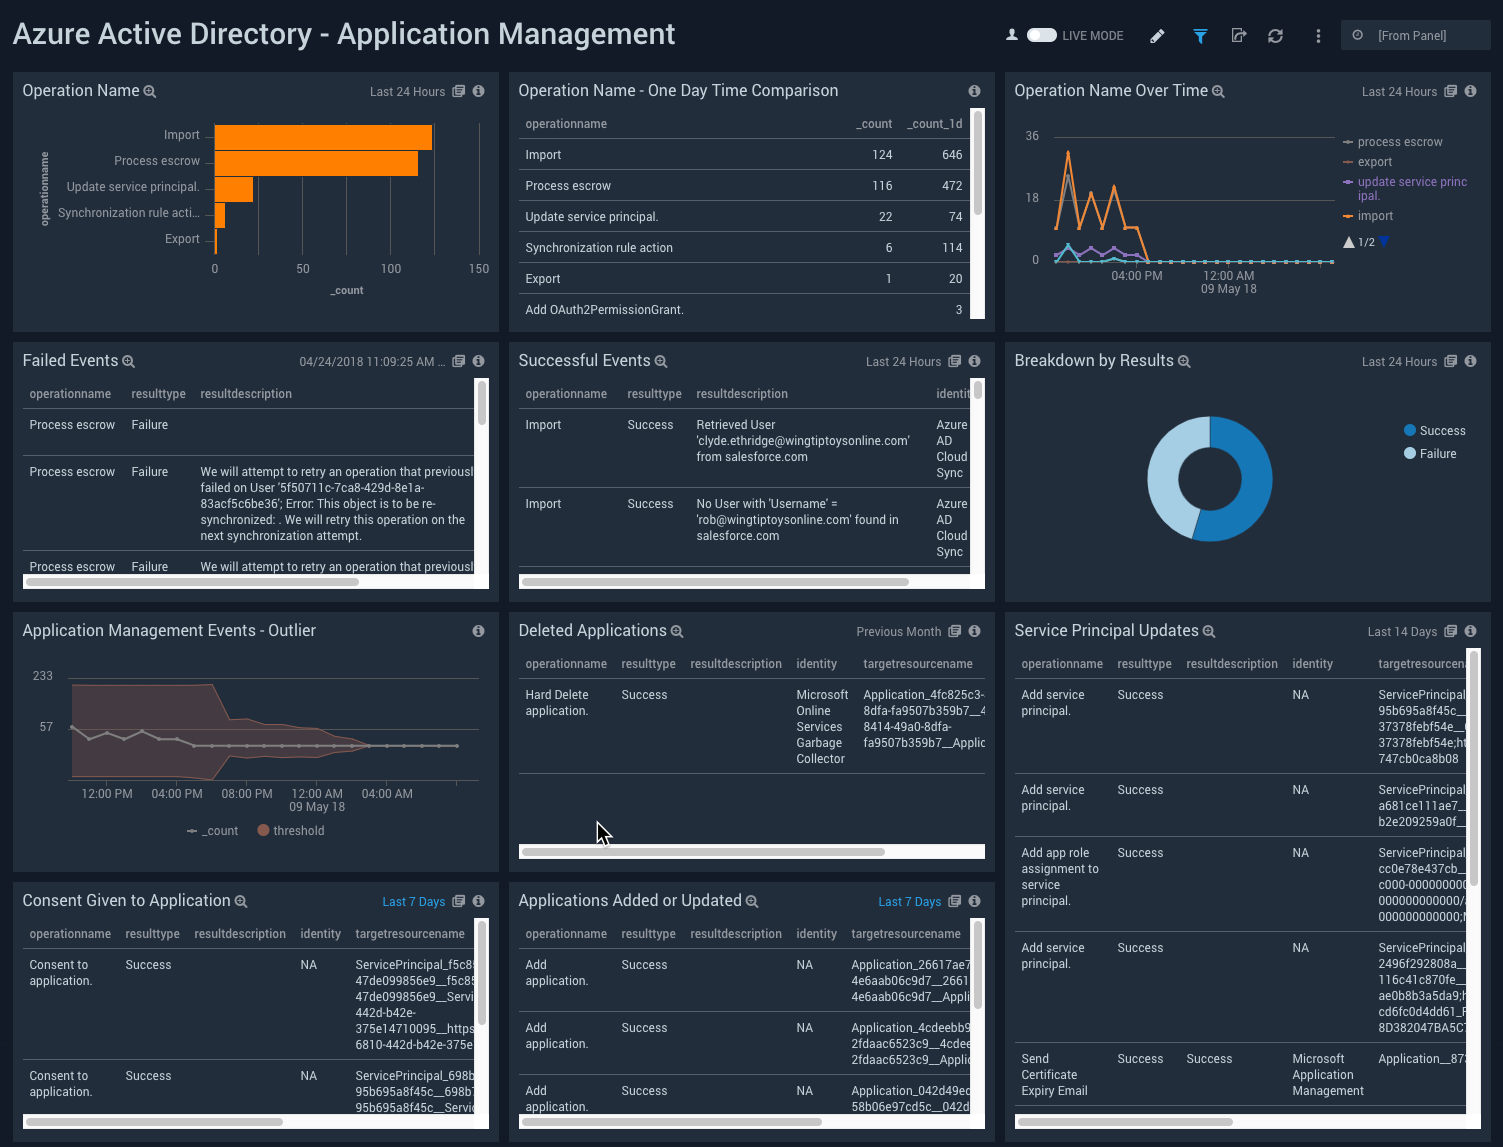 Azure Active Directory - Application Management
LIVE MODE
[From Panel]
Operation Name
Last 24 Hours
operationname
Import
Process escrow
Update service principal.
Synchronization rule acti...
Export
0 50 100 150
_count
Operation Name - One Day Time Comparison
operationname _count _count_1d
Import 124 646
Process escrow 116 472
Update service principal. 22 74
Synchronization rule action 6 114
Export 1 20
Add OAuth2PermissionGrant. 3
Operation Name Over Time
Last 24 Hours
36
18
0
04:00 PM 12:00 AM
09 May 18
process escrow
export
update service princ
ipal.
import
1/2
Failed Events
04/24/2018 11:09:25 AM ...
operationname resulttype resultdescription
Process escrow Failure
Process escrow Failure We will attempt to retry an operation that previousl
failed on User '5f50711c-7ca8-429d-8e1a-
83acf5c6be36'; Error: This object is to be re-
synchronized: . We will retry this operation on the
next synchronization attempt.
Process escrow Failure We will attempt to retry an operation that previousl
Successful Events
Last 24 Hours
operationname resulttype resultdescription identit
Import Success Retrieved User Azure
'clyde.ethridge@wingtiptoysonline.com' AD
from salesforce.com Cloud
Sync
Import Success No User with 'Username' = Azure
'rob@wingtiptoysonline.com' found in AD
salesforce.com Cloud
Sync
Breakdown by Results
Last 24 Hours
Success
Failure
Application Management Events - Outlier
233
57
12:00 PM 04:00 PM 08:00 PM 12:00 AM 04:00 AM
09 May 18
_count threshold
Deleted Applications
Previous Month
operationname resulttype resultdescription identity targetresourcename
Hard Delete Success Microsoft Application_4fc825c3-
application. Online 8dfa-fa9507b359b7__4
Services 8414-49a0-8dfa-
Garbage fa9507b359b7__Applic
Collector
Service Principal Updates
Last 14 Days
operationname resulttype resultdescription identity targetresourcena
Add service Success NA ServicePrincipal
principal. 95b695a8f45c__
37378febf54e__
37378febf54e;ht
747cb0ca8b08
Add service Success NA ServicePrincipal
principal. a681ce111ae7__
b2e209259a0f__
Add app role Success NA ServicePrincipal
assignment to cc0e78e437cb__
service c000-000000000
principal. 000000000000/
000000000000;
Add service Success NA ServicePrincipal
principal. 2496f292808a__
116c41c870fe__
ae0b8b3a5da9;h
cd6fc0d4dd61_F
8D382047BA5C
Send Success Success Microsoft Application__87
Certificate Application
Expiry Email Management
Consent Given to Application
Last 7 Days
operationname resulttype resultdescription identity targetresourcename
Consent to Success NA ServicePrincipal_f5c8
application. 47de099856e9__f5c85
47de099856e9__Servi
442d-b42e-
375e14710095__https
6810-442d-b42e-375e
Consent to Success NA ServicePrincipal_698b
application. 95b695a8f45c__698b
95b695a8f45c__Servic
Applications Added or Updated
Last 7 Days
operationname resulttype resultdescription identity targetresourcename
Add Success NA Application_26617ae7
application. 4e6aab06c9d7__2661
4e6aab06c9d7__Appli
Add Success NA Application_4cdeebb9
application. 2fdaac6523c9__4cdee
2fdaac6523c9__Applic
Add Success NA Application_042d49ec
application. 58b06e97cd5c__042d